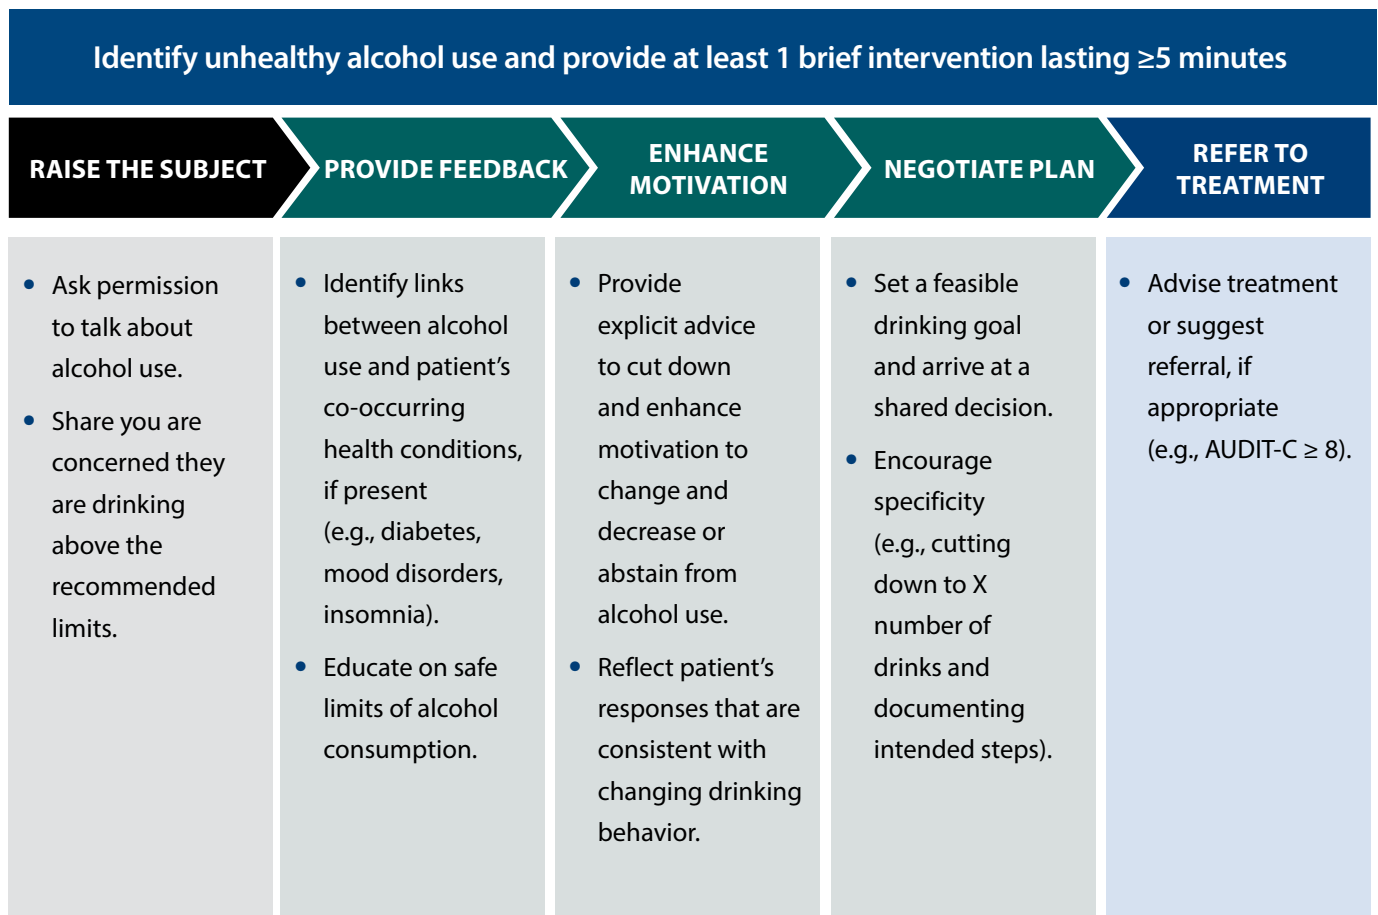 Identify unhealthy alcohol use and provide at least 1 brief intervention lasting ≥5 minutes
RAISE THE SUBJECT
• Ask permission
to talk about
alcohol use.
• Share you are
concerned they
are drinking
above the
recommended
limits.
PROVIDE FEEDBACK
• Identify links
between alcohol
use and patient’s
co-occurring
health conditions,
if present
(e.g., diabetes,
mood disorders,
insomnia).
• Educate on safe
limits of alcohol
consumption.
ENHANCE
MOTIVATION
• Provide
explicit advice
to cut down
and enhance
motivation to
change and
decrease or
abstain from
alcohol use.
• Reflect patient’s
responses that are
consistent with
changing drinking
behavior.
NEGOTIATE PLAN
• Set a feasible
drinking goal
and arrive at a
shared decision.
• Encourage
specificity
(e.g., cutting
down to X
number of
drinks and
documenting
intended steps).
REFER TO
TREATMENT
• Advise treatment
or suggest
referral, if
appropriate
(e.g., AUDIT-C ≥ 8).